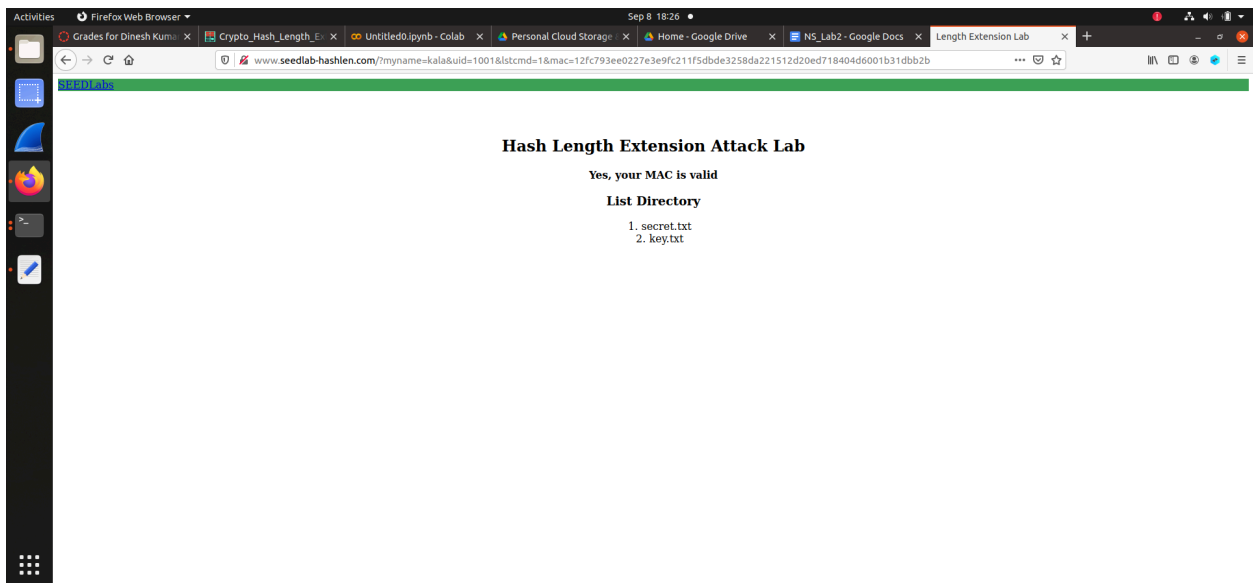 Activities Firefox Web Browser Sep 8 18:26
Grades for Dinesh Kuma Crypto_Hash_Length_Ex Untitled0.ipynb - Colab Personal Cloud Storage Home - Google Drive NS_Lab2 - Google Docs Length Extension Lab
www.seedlab-hashlen.com/?myname=kala&uid=1001&lstcmd=1&mac=12fc793ee0227e3e9fc211f5dbde3258da221512d20ed718404d6001b31dbb2b
SEEDLabs
Hash Length Extension Attack Lab
Yes, your MAC is valid
List Directory
1. secret.txt
2. key.txt